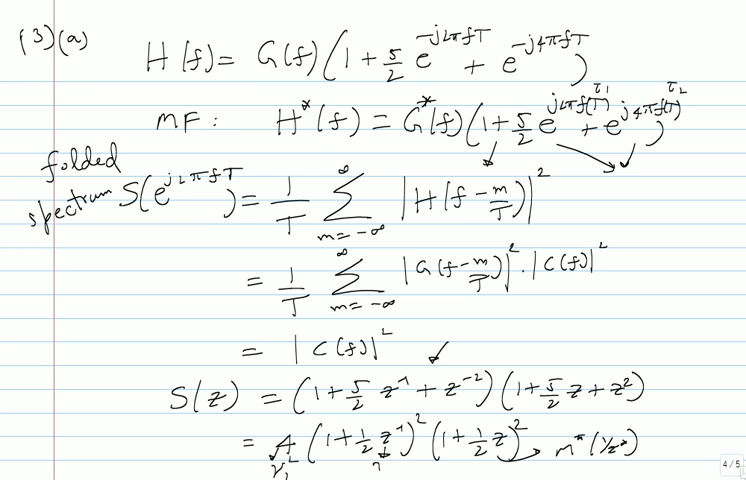 (3)(a) H(f) = G(f)(1 + 5/2 e^{-j2πfT} + e^{-j4πfT})
MF: H*(f) = G*(f)(1 + 5/2 e^{j2πf(T)} + e^{j4πf(T)}) τ1 τ2
folded
spectrum S(e^{j2πfT}) = 1/T ∑_{m=-∞}^{∞} |H(f - m/T)|²
= 1/T ∑_{m=-∞}^{∞} |G(f - m/T)|² · |C(f)|²
= |C(f)|²
S(z) = (1 + 5/2 z⁻¹ + z⁻²)(1 + 5/2 z + z²)
= 4 (1 + 1/2 z⁻¹)² (1 + 1/2 z)² → m*(1/z*)
4/5